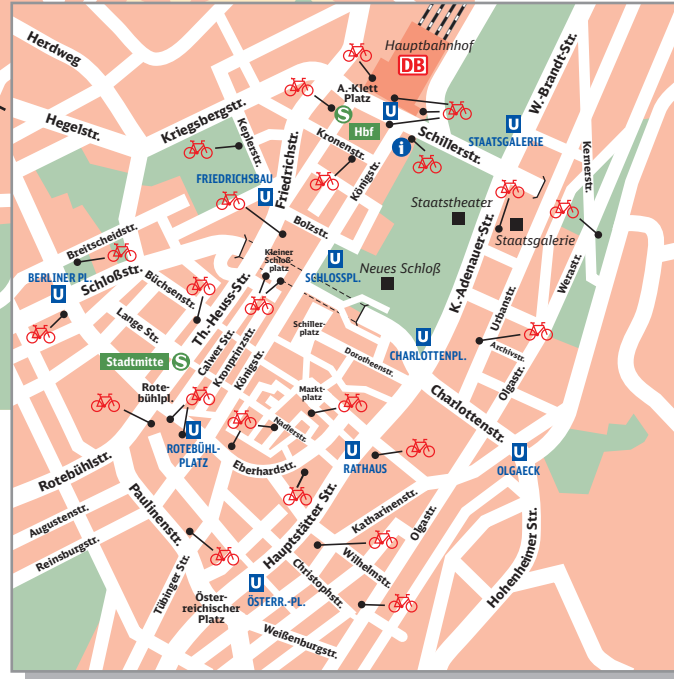 Herdweg
Hauptbahnhof
DB
W.-Brandt-Str.
A.-Klett
Platz
S
Hegelstr.
Kriegsbergstr.
U
Hbf
U
STAATSGALERIE
Keplerstr.
Friedrichstr.
Kronenstr.
i
Schillerstr.
Kernerstr.
Königstr.
FRIEDRICHSBAU
U
Staatstheater
Staatsgalerie
Bolzstr.
Breitscheidstr.
Kleiner
Schloß-
platz
U
SCHLOSSPL.
Neues Schloß
K.-Adenauer-Str.
Werastr.
BERLINER PL.
U
Schloßstr.
Büchsenstr.
Th.-Heuss-Str.
Urbanstr.
Lange Str.
Schiller-
platz
Calwer Str.
Kronprinzstr.
Königstr.
U
CHARLOTTENPL.
Archivstr.
Dorotheenstr.
Stadtmitte
S
Olgastr.
Rote-
bühlpl.
Markt-
platz
Charlottenstr.
U
ROTEBÜHL-
PLATZ
Nadlerstr.
U
RATHAUS
U
OLGAECK
Rotebühlstr.
Eberhardstr.
Paulinenstr.
Hauptstätter Str.
Katharinenstr.
Olgastr.
Augustenstr.
Reinsburgstr.
Hohenheimer Str.
Tübinger Str.
Wilhelmstr.
Christophstr.
U
ÖSTERR.-PL.
Öster-
reichischer
Platz
Weißenburgstr.